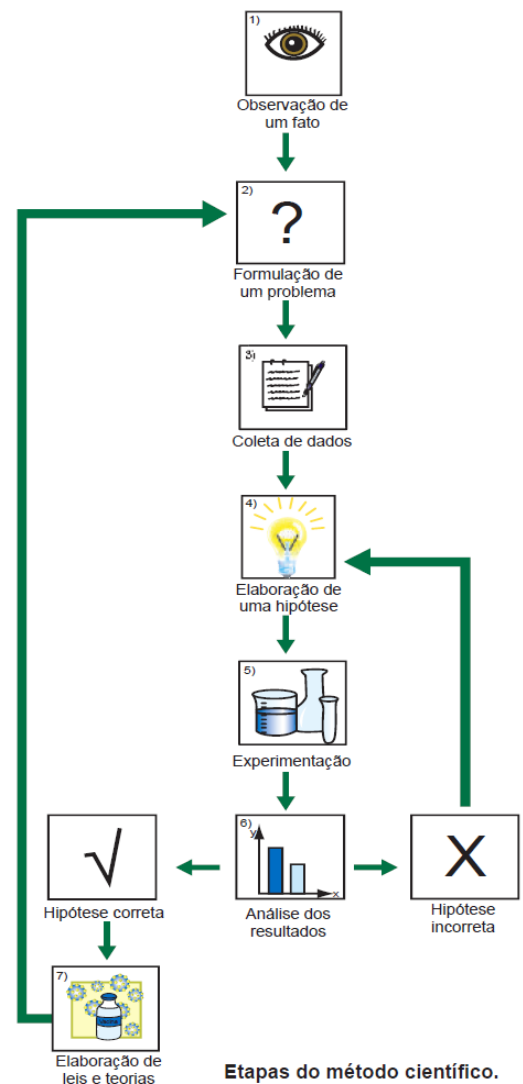 1)
Observação de
um fato
2)
?
Formulação de
um problema
3)
Coleta de dados
4)
Elaboração de
uma hipótese
5)
Experimentação
6)
y
x
Análise dos
resultados
√
Hipótese correta
X
Hipótese
incorreta
7)
Elaboração de
leis e teorias
Etapas do método científico.